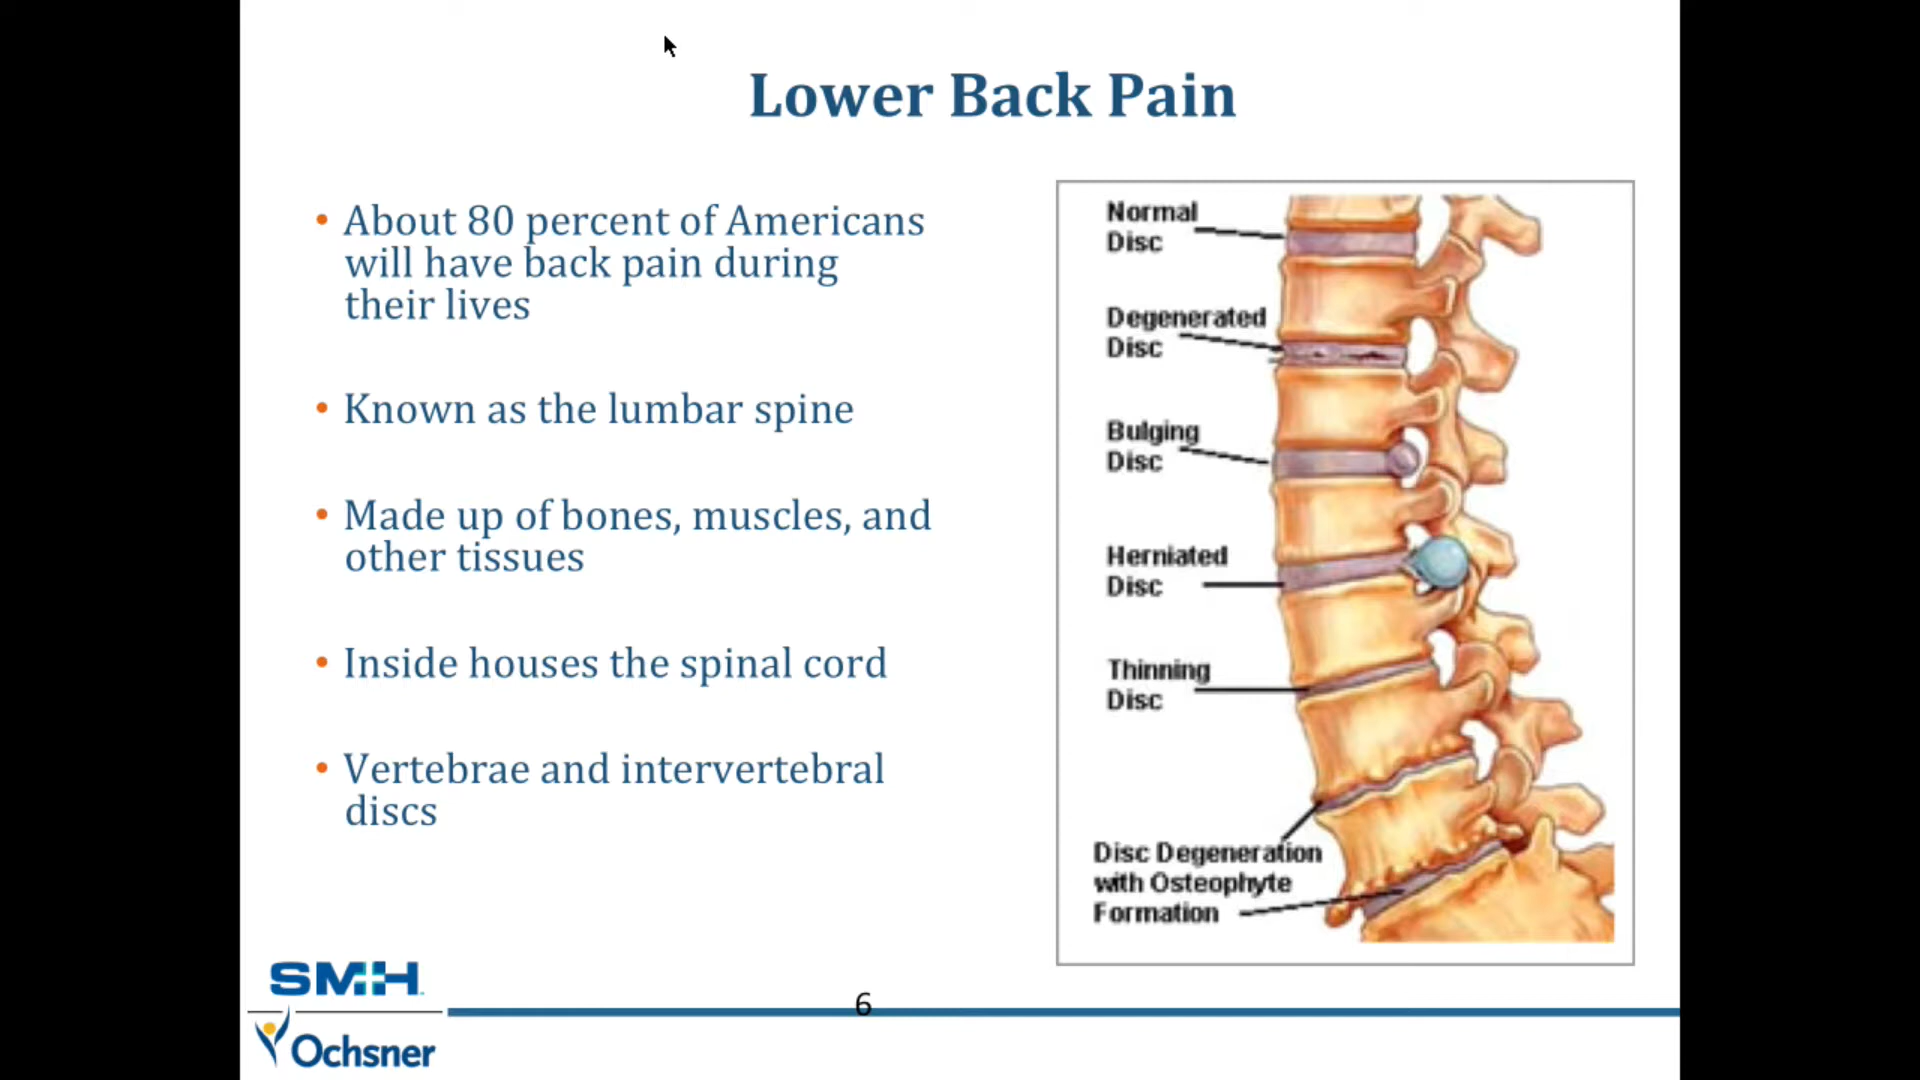 Lower Back Pain
• About 80 percent of Americans
will have back pain during
their lives
• Known as the lumbar spine
• Made up of bones, muscles, and
other tissues
• Inside houses the spinal cord
• Vertebrae and intervertebral
discs
Normal
Disc
Degenerated
Disc
Bulging
Disc
Herniated
Disc
Thinning
Disc
Disc Degeneration
with Osteophyte
Formation
SMH
Ochsner
6